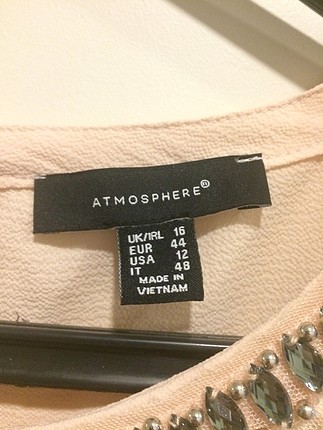 ATMOSPHERE®
UK/IRL 16
EUR 44
USA 12
IT 48
MADE IN
VIETNAM